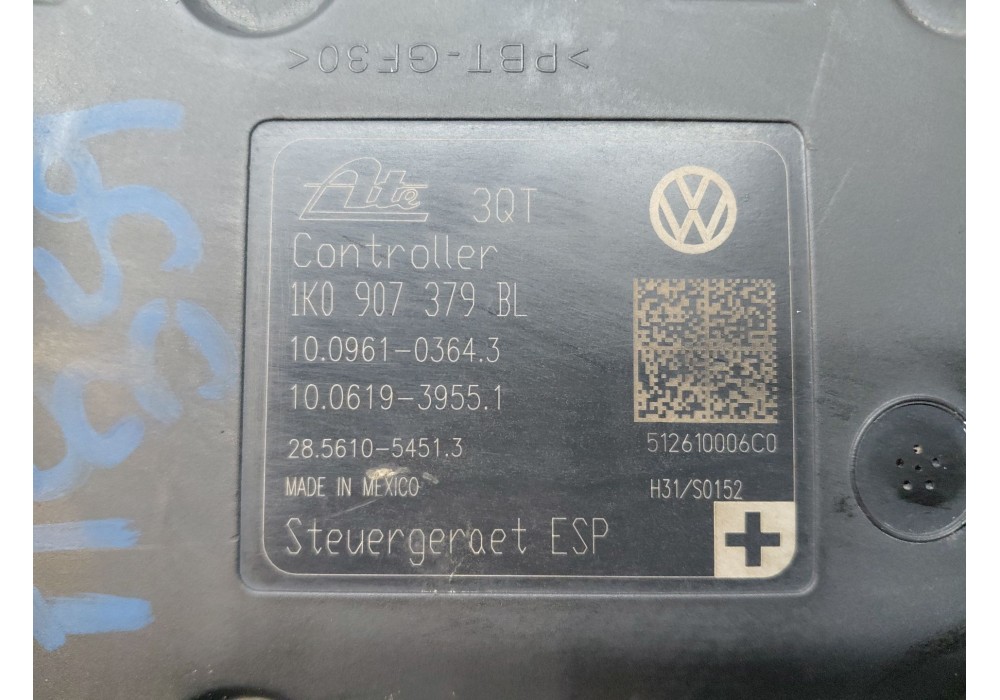 >PBT-GF30<
Ate 3QT
Controller
1K0 907 379 BL
10.0961-0364.3
10.0619-3955.1
28.5610-5451.3
512610006C0
MADE IN MEXICO
H31/S0152
Steuergeraet ESP